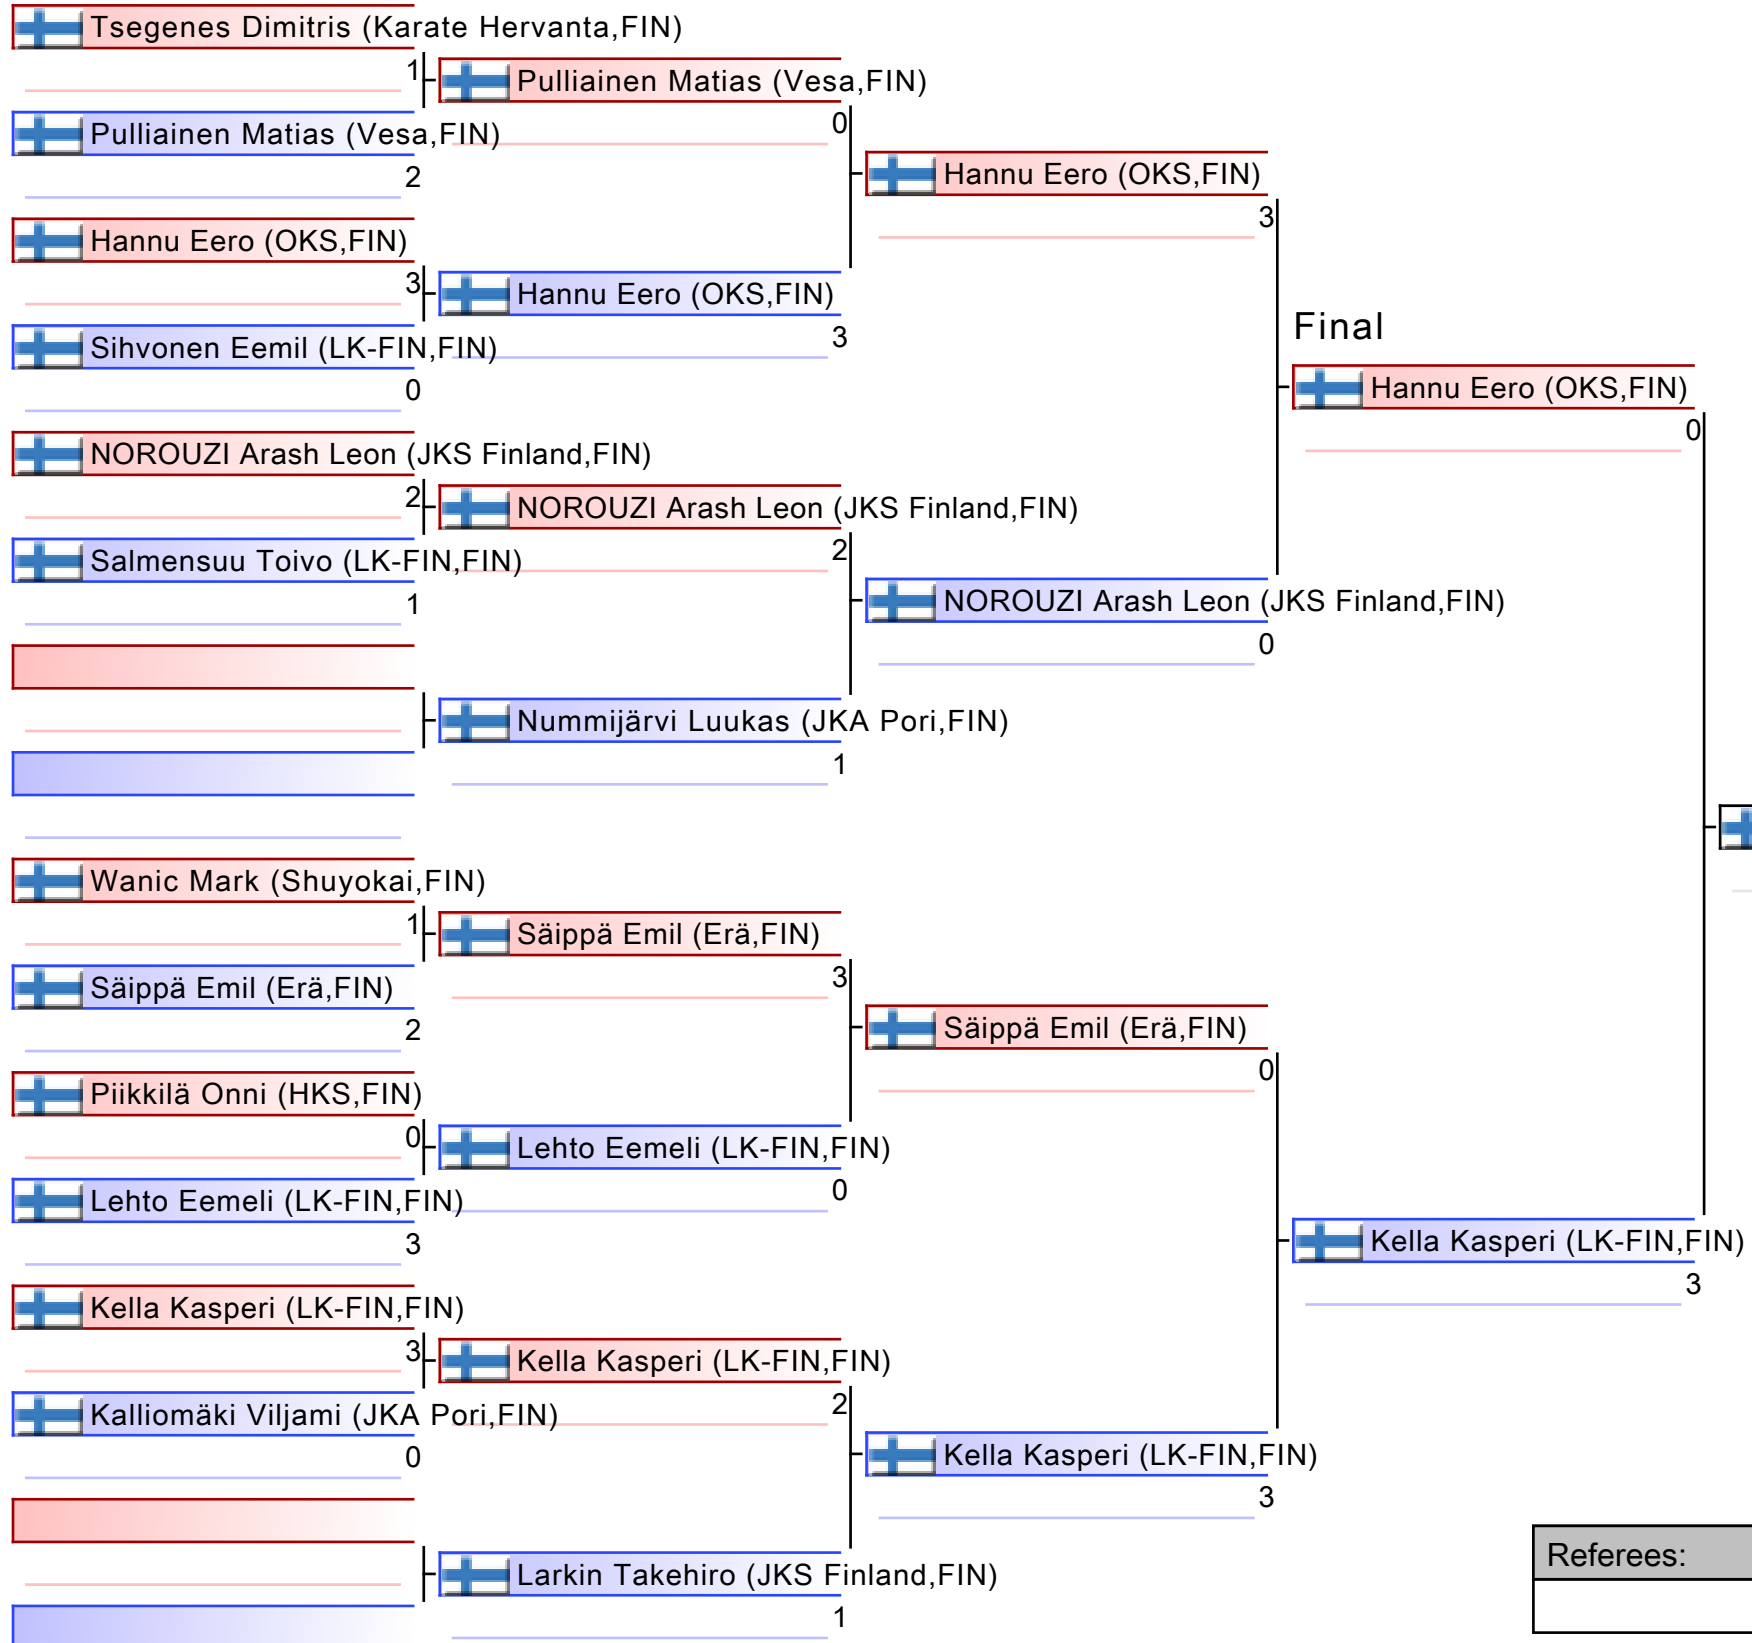 Tsegenes Dimitris (Karate Hervanta,FIN)
1
Pulliainen Matias (Vesa,FIN)
2
Hannu Eero (OKS,FIN)
3
Sihvonen Eemil (LK-FIN,FIN)
0
NOROUZI Arash Leon (JKS Finland,FIN)
2
Salmensuu Toivo (LK-FIN,FIN)
1
Wanic Mark (Shuyokai,FIN)
1
Säippä Emil (Erä,FIN)
2
Piikkilä Onni (HKS,FIN)
0
Lehto Eemeli (LK-FIN,FIN)
3
Kella Kasperi (LK-FIN,FIN)
3
Kalliomäki Viljami (JKA Pori,FIN)
0
Pulliainen Matias (Vesa,FIN)
0
Hannu Eero (OKS,FIN)
3
NOROUZI Arash Leon (JKS Finland,FIN)
2
Nummijärvi Luukas (JKA Pori,FIN)
1
Säippä Emil (Erä,FIN)
3
Lehto Eemeli (LK-FIN,FIN)
0
Kella Kasperi (LK-FIN,FIN)
2
Larkin Takehiro (JKS Finland,FIN)
1
Hannu Eero (OKS,FIN)
3
NOROUZI Arash Leon (JKS Finland,FIN)
0
Säippä Emil (Erä,FIN)
0
Kella Kasperi (LK-FIN,FIN)
3
Final
Hannu Eero (OKS,FIN)
0
Kella Kasperi (LK-FIN,FIN)
3
Referees: